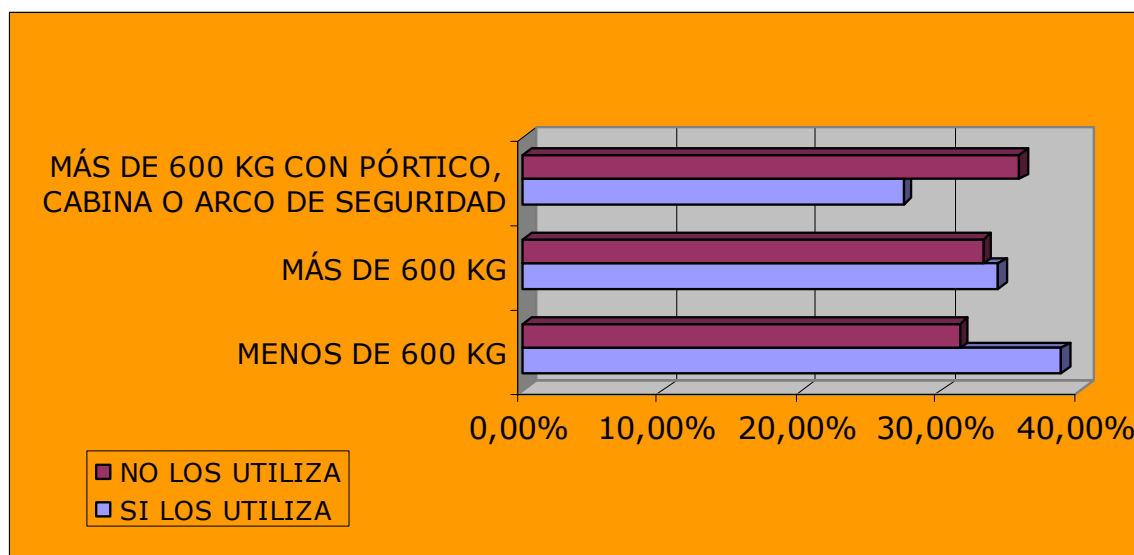 MÁS DE 600 KG CON PÓRTICO,
CABINA O ARCO DE SEGURIDAD
MÁS DE 600 KG
MENOS DE 600 KG
0,00% 10,00% 20,00% 30,00% 40,00%
NO LOS UTILIZA
SI LOS UTILIZA